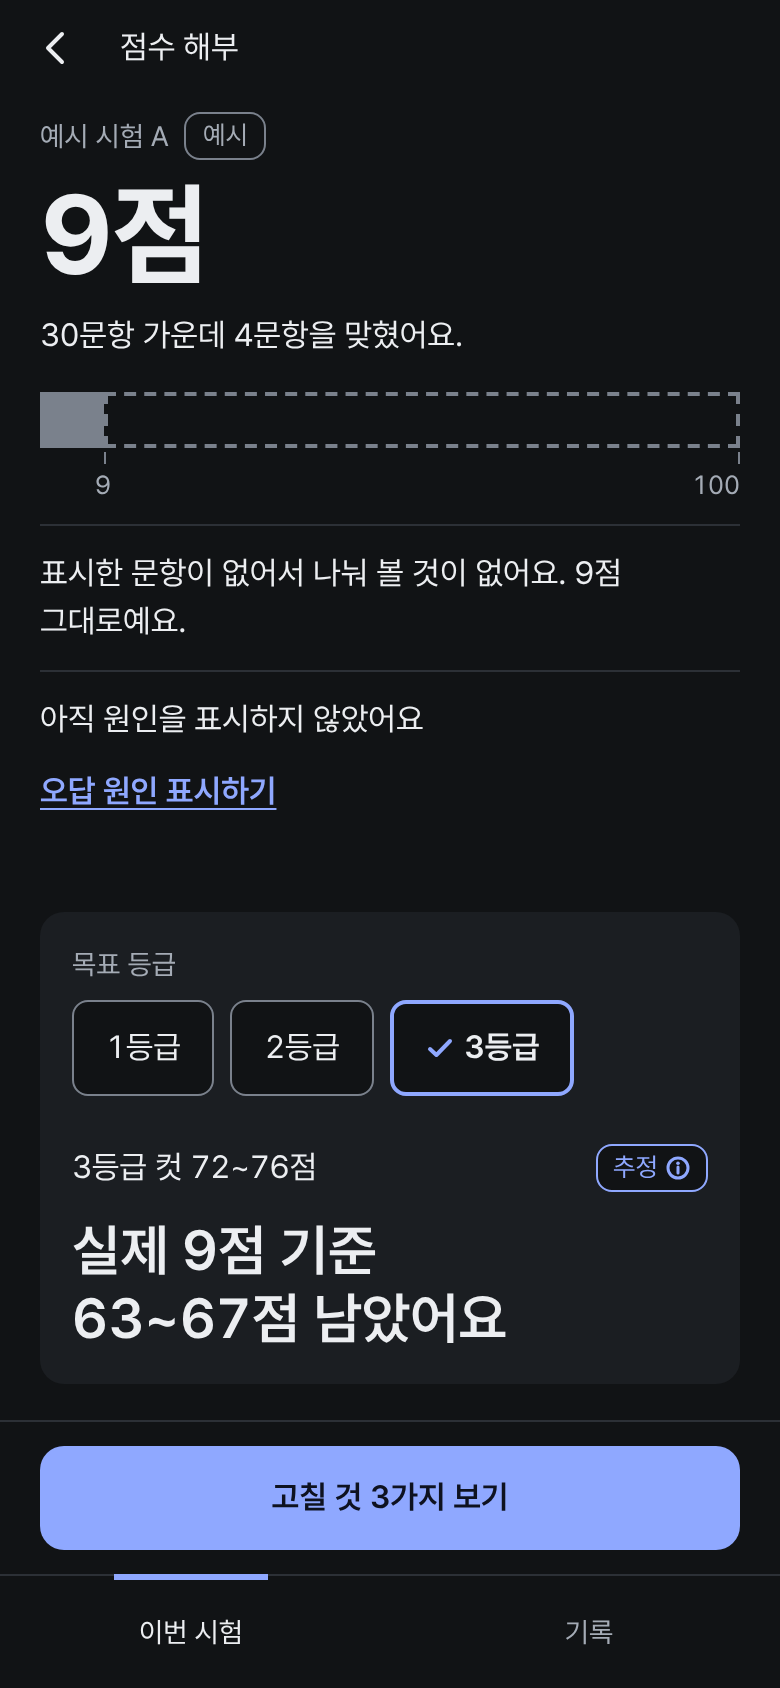 점수 해부
예시 시험 A 예시
9점
30문항 가운데 4문항을 맞혔어요.
9 100
표시한 문항이 없어서 나눠 볼 것이 없어요. 9점
그대로예요.
아직 원인을 표시하지 않았어요
오답 원인 표시하기
목표 등급
1등급 2등급 3등급
3등급 컷 72~76점 추정
실제 9점 기준
63~67점 남았어요
고칠 것 3가지 보기
이번 시험 기록